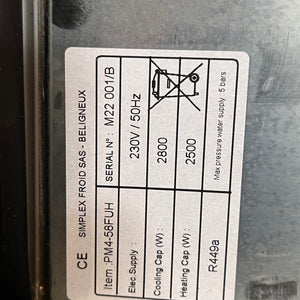 CE SIMPLEX FROID SAS - BELIGNEUX
Item :PM4-58FUH SERIAL N° : M22 001/B
Elec.Supply : 230V / 50Hz
Cooling Cap (W) : 2800
Heating Cap (W) : 2500
R449a Max pressure water supply 5 bars